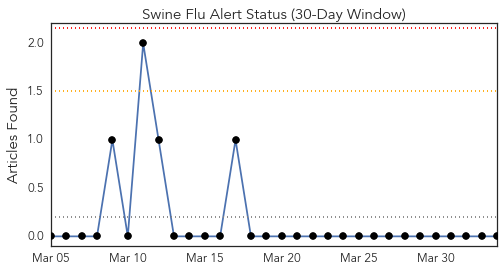 Swine Flu Alert Status (30-Day Window)
Articles Found
2.0
1.5
1.0
0.5
0.0
Mar 05 Mar 10 Mar 15 Mar 20 Mar 25 Mar 30